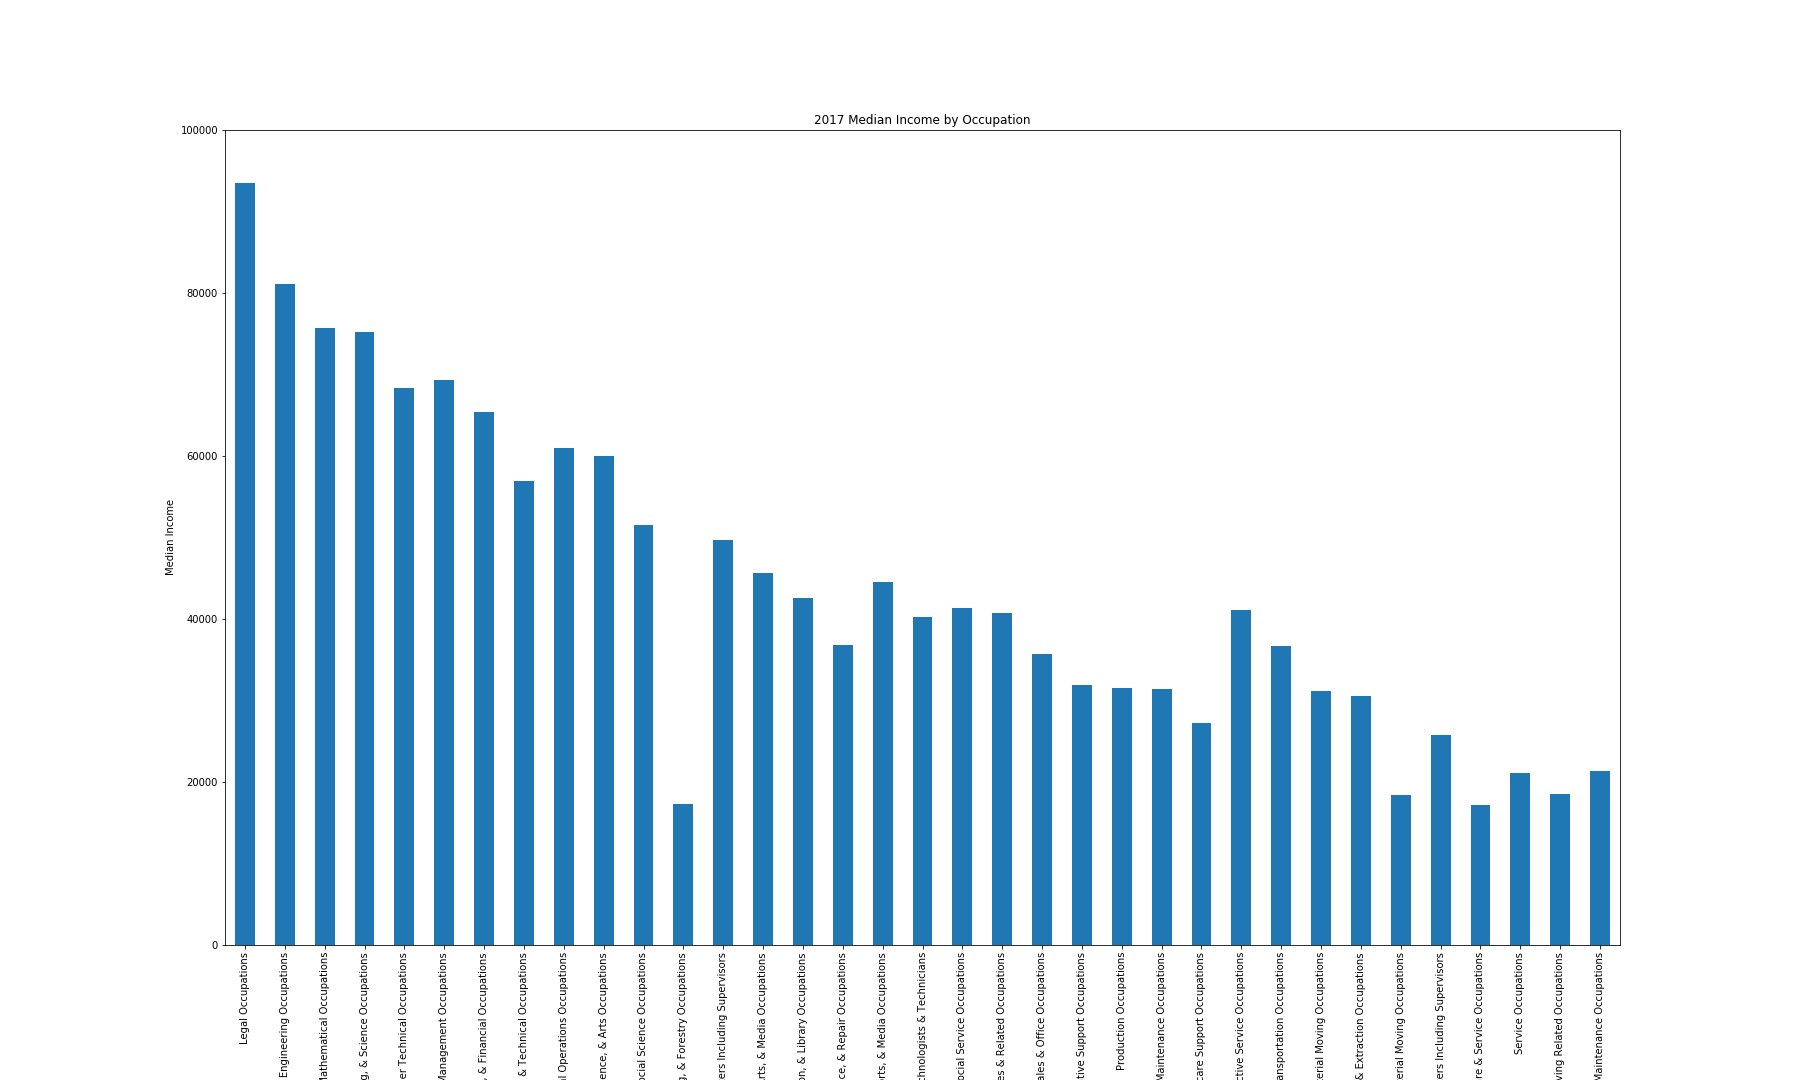 2017 Median Income by Occupation
Median Income
100000
80000
60000
40000
20000
0
Legal Occupations
Engineering Occupations
Mathematical Occupations
, & Science Occupations
Technical Occupations
Management Occupations
, & Financial Occupations
& Technical Occupations
Operations Occupations
ence, & Arts Occupations
ocial Science Occupations
, & Forestry Occupations
ers Including Supervisors
rts, & Media Occupations
on, & Library Occupations
ce, & Repair Occupations
orts, & Media Occupations
chnologists & Technicians
ocial Service Occupations
es & Related Occupations
ales & Office Occupations
tive Support Occupations
Production Occupations
Maintenance Occupations
care Support Occupations
ctive Service Occupations
ansportation Occupations
erial Moving Occupations
& Extraction Occupations
erial Moving Occupations
ers Including Supervisors
re & Service Occupations
Service Occupations
ving Related Occupations
Maintenance Occupations